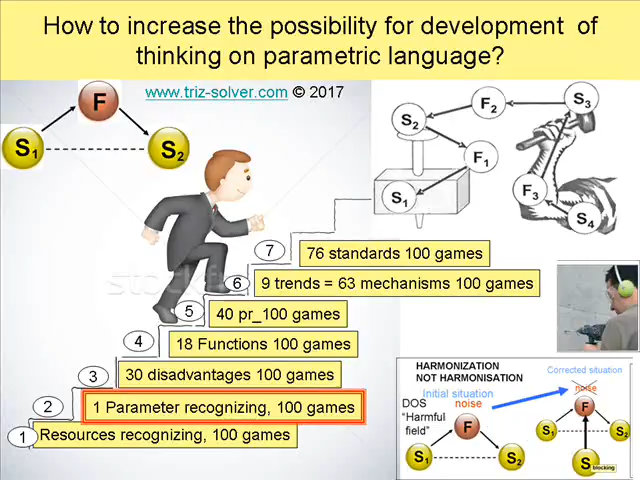 How to increase the possibility for development of
thinking on parametric language?
www.triz-solver.com © 2017
F
S1
S2
S3
F2
S2
F1
S1
F3
S4
7
76 standards 100 games
6
9 trends = 63 mechanisms 100 games
5
40 pr_100 games
4
18 Functions 100 games
3
30 disadvantages 100 games
2
1 Parameter recognizing, 100 games
1
Resources recognizing, 100 games
HARMONIZATION
NOT HARMONISATION
Corrected situation
Initial situation
noise
noise
DOS
"Harmful
field"
F
S1
S2
F
S1
S2
S
blocking